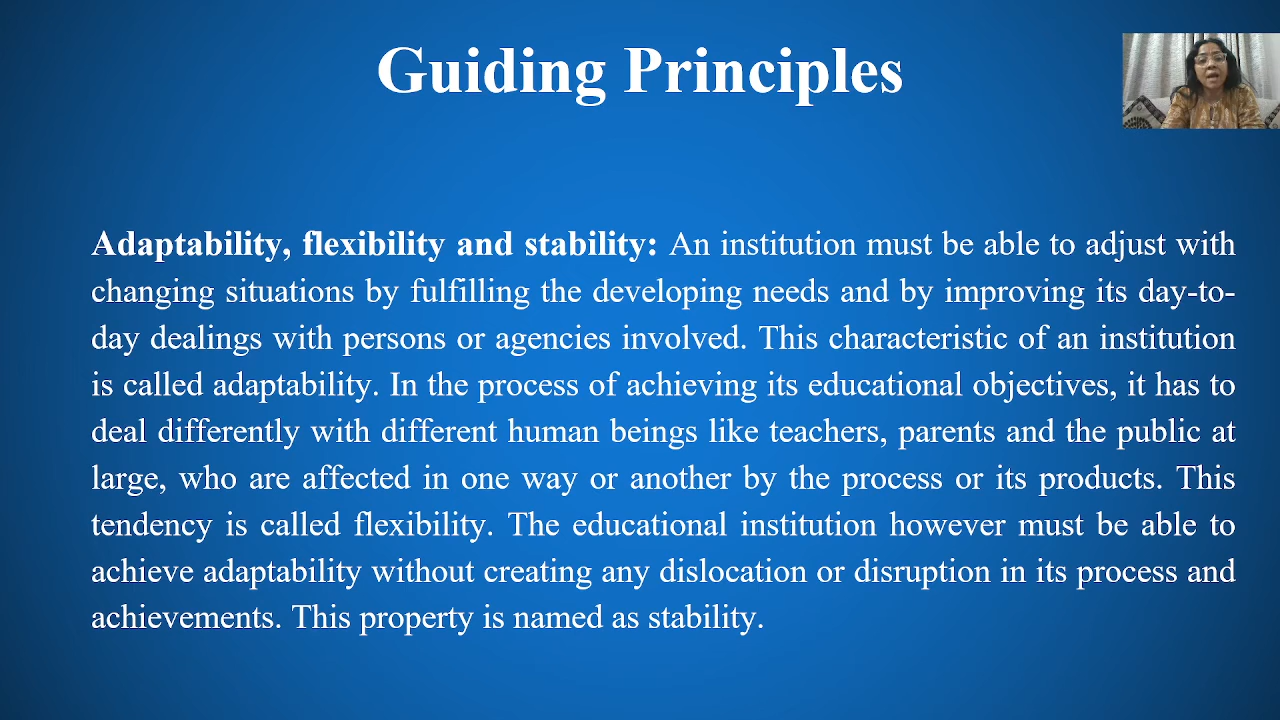 Guiding Principles
Adaptability, flexibility and stability: An institution must be able to adjust with
changing situations by fulfilling the developing needs and by improving its day-to-
day dealings with persons or agencies involved. This characteristic of an institution
is called adaptability. In the process of achieving its educational objectives, it has to
deal differently with different human beings like teachers, parents and the public at
large, who are affected in one way or another by the process or its products. This
tendency is called flexibility. The educational institution however must be able to
achieve adaptability without creating any dislocation or disruption in its process and
achievements. This property is named as stability.